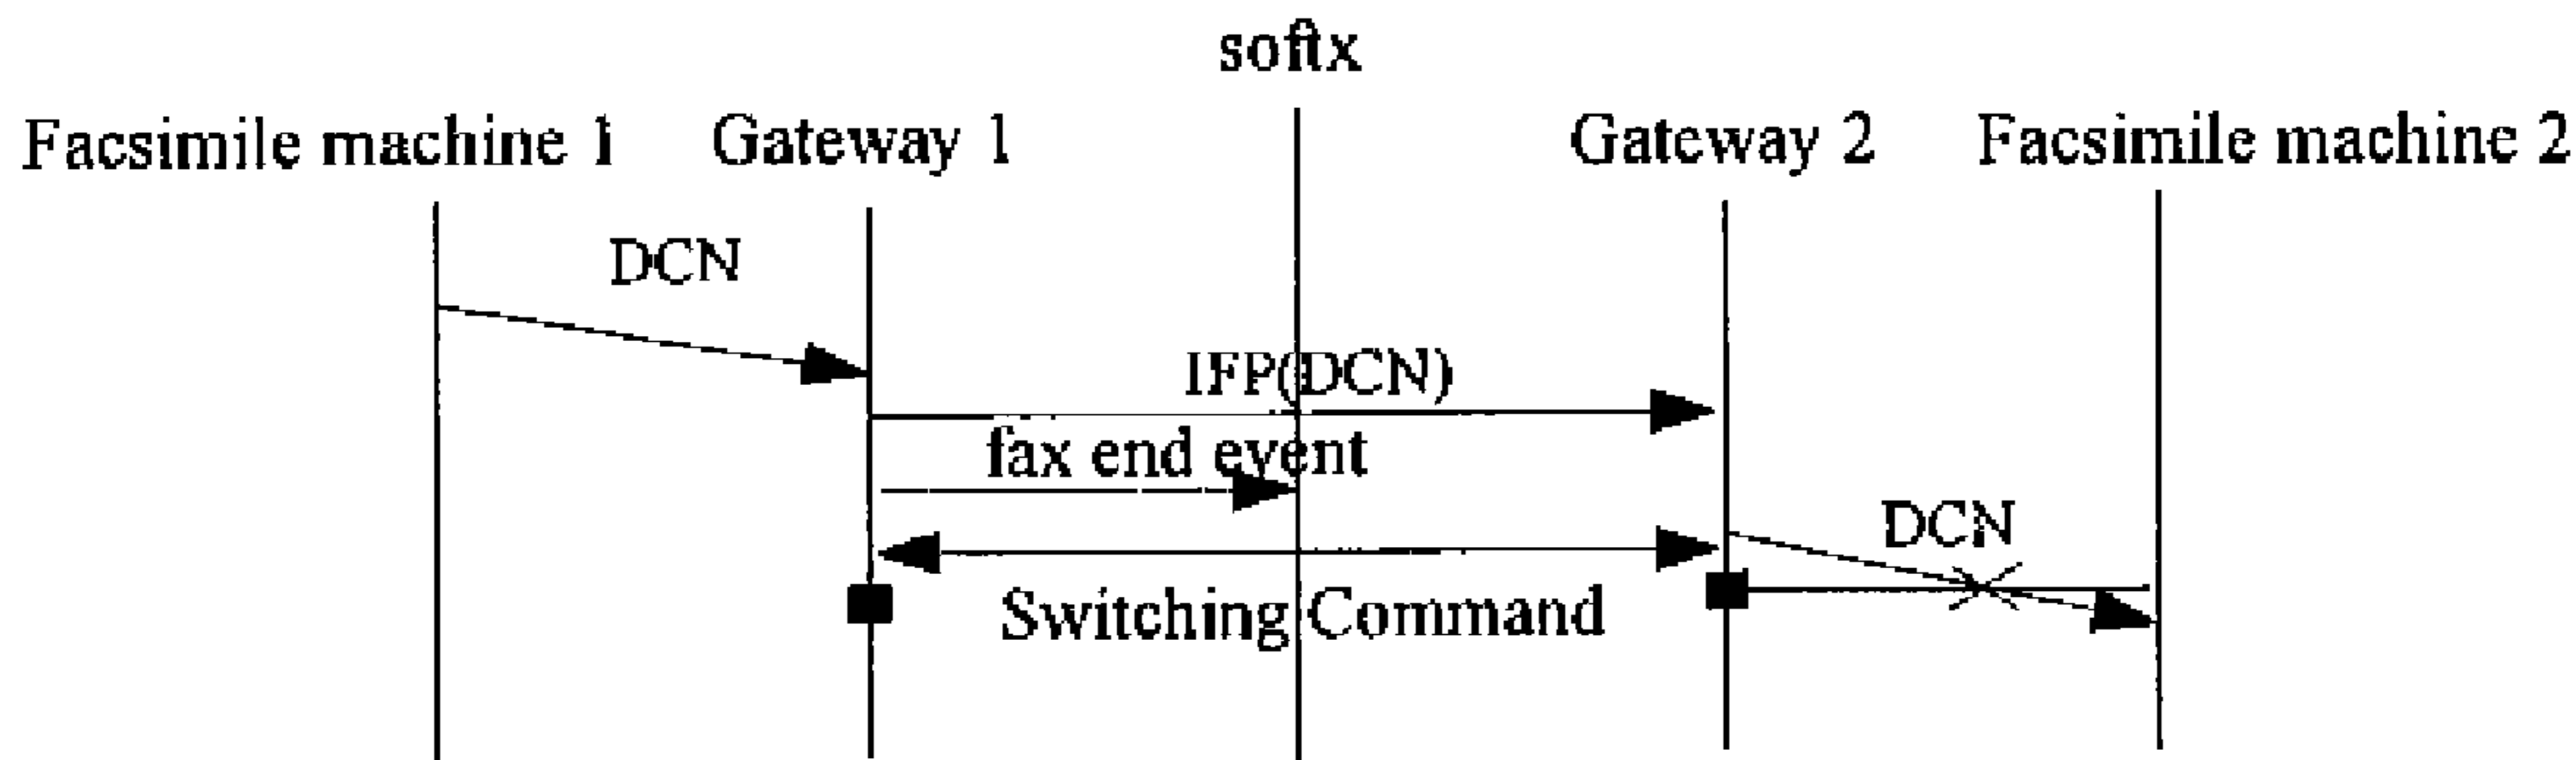 softx
Facsimile machine 1 Gateway 1 Gateway 2 Facsimile machine 2
DCN
IFP(DCN)
fax end event
DCN
Switching Command